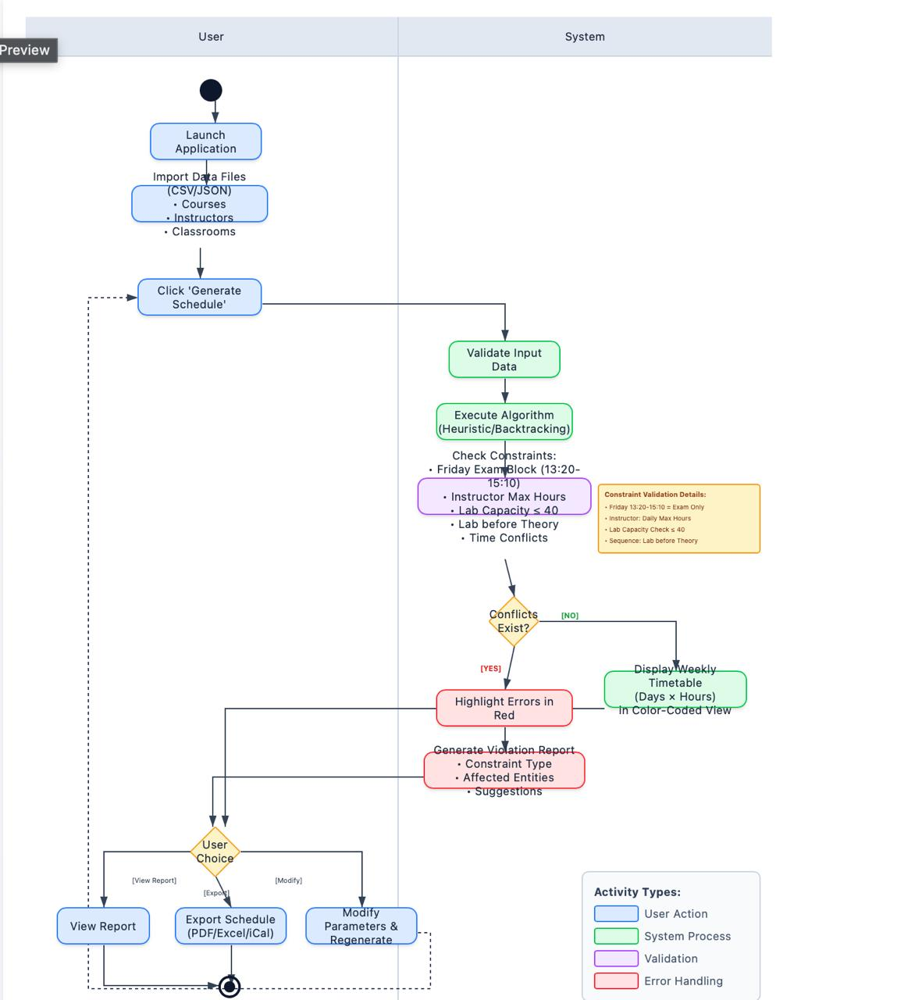 User
System
Preview
Launch
Application
Import Data Files
(CSV/JSON)
• Courses
• Instructors
• Classrooms
Click 'Generate
Schedule'
Validate Input
Data
Execute Algorithm
(Heuristic/Backtracking)
Check Constraints:
• Friday Exam Block (13:20-
15:10)
• Instructor Max Hours
• Lab Capacity ≤ 40
• Lab before Theory
• Time Conflicts
Constraint Validation Details:
• Friday 13:20-15:10 = Exam Only
• Instructor: Daily Max Hours
• Lab Capacity Check ≤ 40
• Sequence: Lab before Theory
Conflicts
Exist?
[NO]
[YES]
Display Weekly
Timetable
(Days × Hours)
in Color-Coded View
Highlight Errors in
Red
Generate Violation Report
• Constraint Type
• Affected Entities
• Suggestions
User
Choice
[View Report]
[Export]
[Modify]
View Report
Export Schedule
(PDF/Excel/iCal)
Modify
Parameters &
Regenerate
Activity Types:
User Action
System Process
Validation
Error Handling